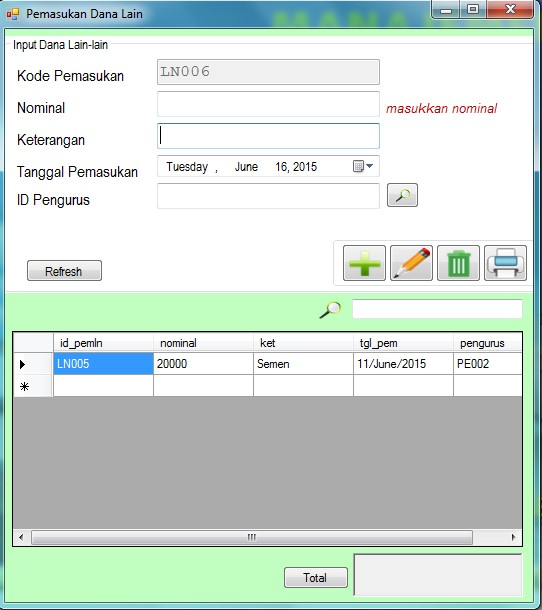 Pemasukan Dana Lain
Input Dana Lain-lain
Kode Pemasukan LN006
Nominal masukkan nominal
Keterangan
Tanggal Pemasukan Tuesday , June 16, 2015
ID Pengurus
Refresh
id_pemln nominal ket tgl_pem pengurus
LN005 20000 Semen 11/June/2015 PE002
Total